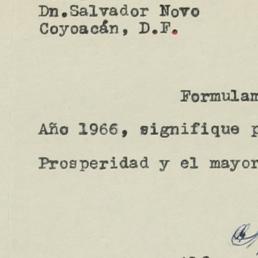 Dn.Salvador Novo
Coyoacán, D.F.
Formulam
Año 1966, signifique p
Prosperidad y el mayor